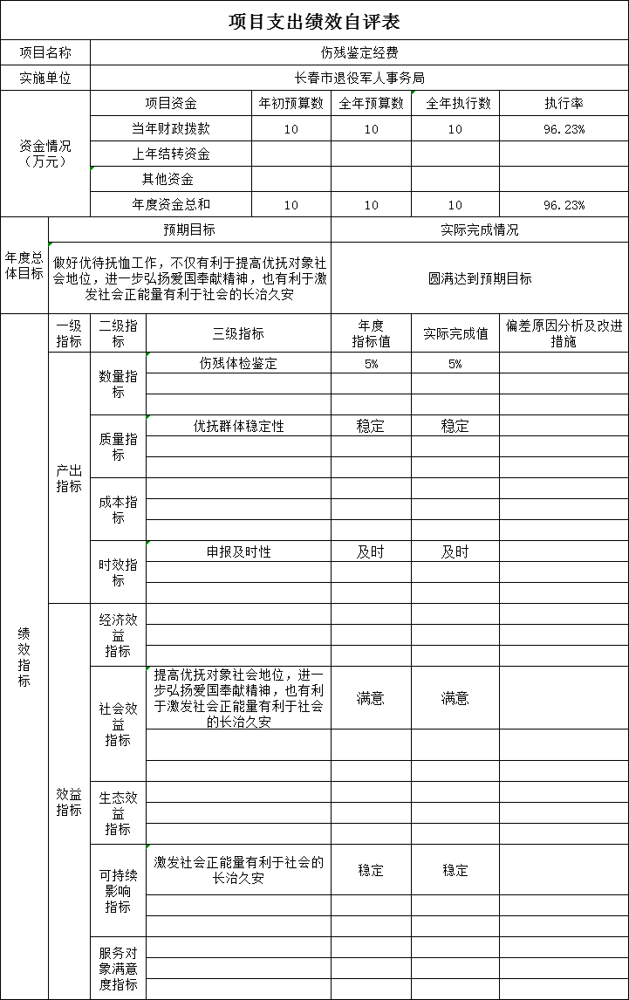 项目支出绩效自评表
项目名称 伤残鉴定经费
实施单位 长春市退役军人事务局
资金情况
（万元）
项目资金 年初预算数 全年预算数 全年执行数 执行率
当年财政拨款 10 10 10 96.23%
上年结转资金
其他资金
年度资金总和 10 10 10 96.23%
年度总
体目标
预期目标 实际完成情况
做好优待抚恤工作，不仅有利于提高优抚对象社
会地位，进一步弘扬爱国奉献精神，也有利于激
发社会正能量有利于社会的长治久安
圆满达到预期目标
绩
效
指
标
一级
指标
二级指
标
三级指标
年度
指标值
实际完成值
偏差原因分析及改进
措施
产出
指标
数量指
标
伤残体检鉴定 5% 5%
质量指
标
优抚群体稳定性 稳定 稳定
成本指
标
时效指
标
申报及时性 及时 及时
效益
指标
经济效
益
指标
社会效
益
指标
提高优抚对象社会地位，进一
步弘扬爱国奉献精神，也有利
于激发社会正能量有利于社会
的长治久安
满意 满意
生态效
益
指标
可持续
影响
指标
激发社会正能量有利于社会的
长治久安
稳定 稳定
服务对
象满意
度指标